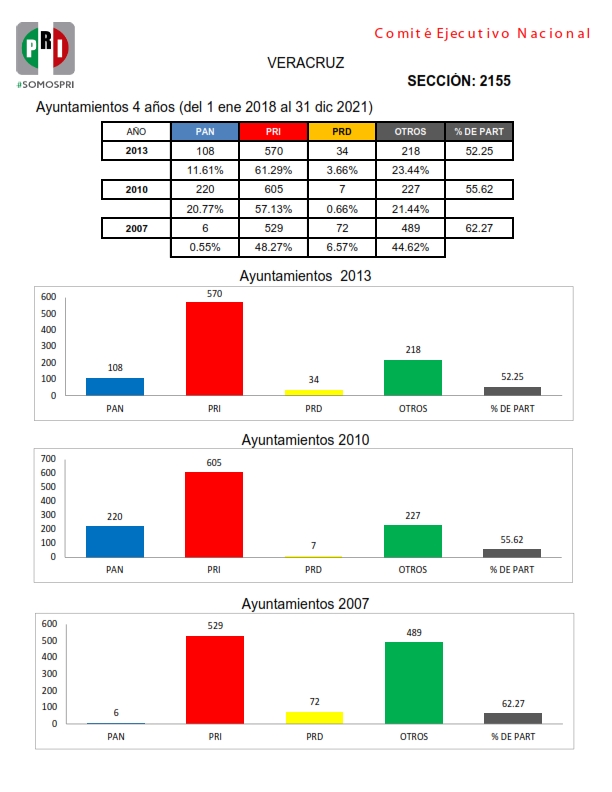 Comité Ejecutivo Nacional
PRI
#SOMOSPRI
VERACRUZ
SECCIÒN: 2155
Ayuntamientos 4 años (del 1 ene 2018 al 31 dic 2021)
AÑO PAN PRI PRD OTROS % DE PART
2013 108 570 34 218 52.25
11.61% 61.29% 3.66% 23.44%
2010 220 605 7 227 55.62
20.77% 57.13% 0.66% 21.44%
2007 6 529 72 489 62.27
0.55% 48.27% 6.57% 44.62%
Ayuntamientos 2013
600
500
400
300
200
100
0
108 570 34 218 52.25
PAN PRI PRD OTROS % DE PART
Ayuntamientos 2010
700
600
500
400
300
200
100
0
220 605 7 227 55.62
PAN PRI PRD OTROS % DE PART
Ayuntamientos 2007
600
500
400
300
200
100
0
6 529 72 489 62.27
PAN PRI PRD OTROS % DE PART